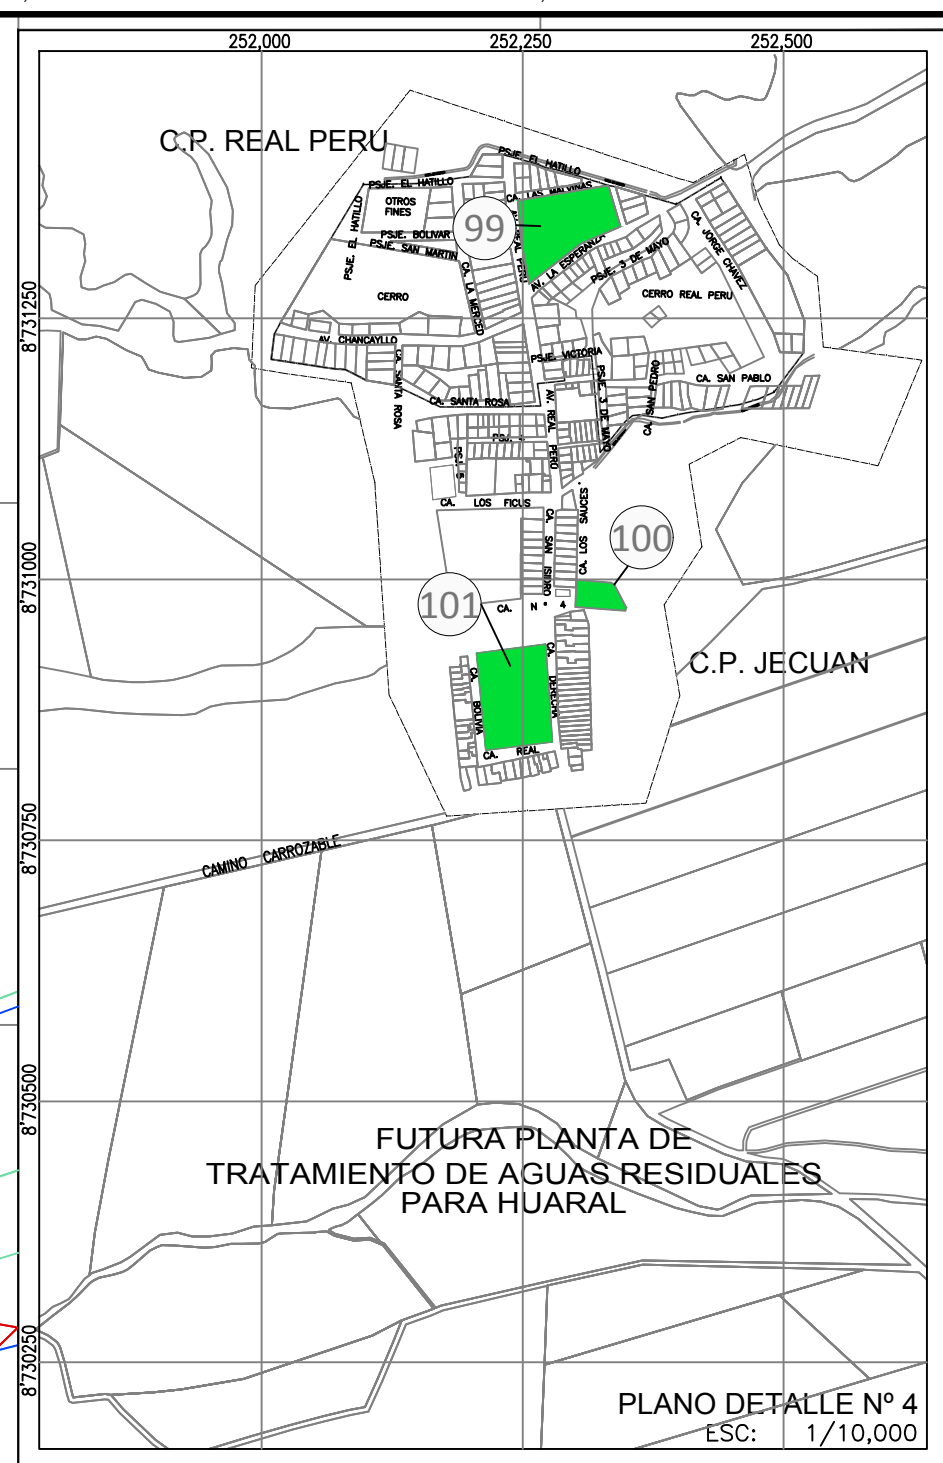 252,000
252,250
252,500
C.P. REAL PERU
PSJE. EL HATILLO
PSJE. EL HATILLO
CA. LAS MALVINAS
OTROS
FINES
PSJE. EL HATILLO
99
AV. REAL PERU
PSJE. BOLIVAR
PSJE. SAN MARTIN
AV. LA ESPERANZA
PSJE. 3 DE MAYO
CA. JORGE CHAVEZ
CERRO
CA. LA MERCED
CERRO REAL PERU
8'731250
AV. CHANCAYLLO
PSJE. VICTORIA
CA. SANTA ROSA
CA. SANTA ROSA
AV. REAL PERU
PSJE. 3 DE MAYO
CA. SAN PEDRO
CA. SAN PABLO
CA. LOS FICUS
CA. SAN ISIDRO
CA. LOS SAUCES
100
8'731000
101
CA. N° 4
C.P. JECUAN
CA. BOLIVIA
CA. DERECHA
CA. REAL
8'730750
CAMINO CARROZABLE
8'730500
FUTURA PLANTA DE
TRATAMIENTO DE AGUAS RESIDUALES
PARA HUARAL
8'730250
PLANO DETALLE Nº 4
ESC: 1/10,000